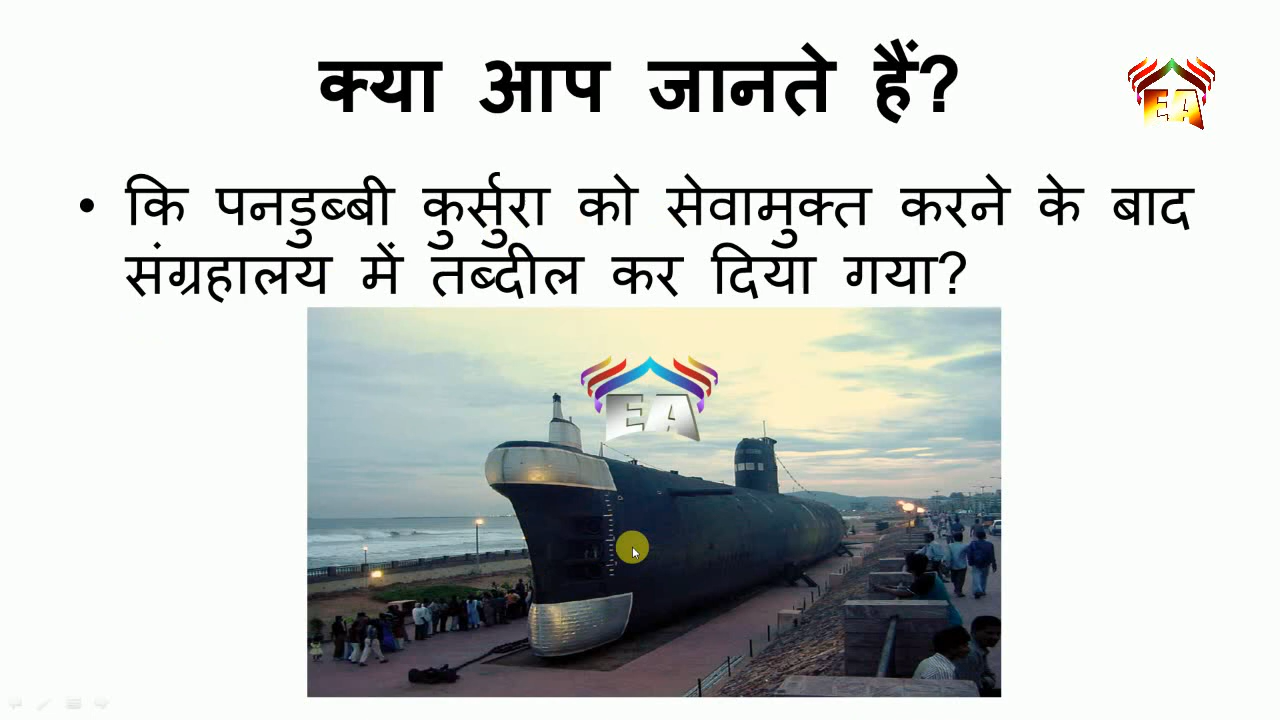 क्या आप जानते हैं?
EA
• कि पनडुब्बी कुर्सुरा को सेवामुक्त करने के बाद
संग्रहालय में तब्दील कर दिया गया?
EA